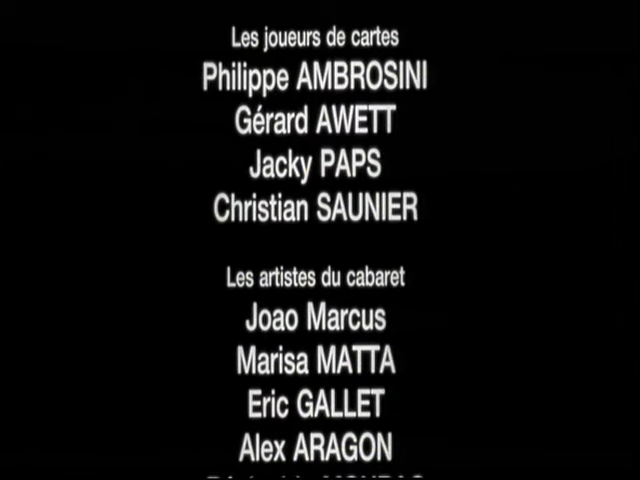 Les joueurs de cartes
Philippe AMBROSINI
Gérard AWETT
Jacky PAPS
Christian SAUNIER
Les artistes du cabaret
Joao Marcus
Marisa MATTA
Eric GALLET
Alex ARAGON